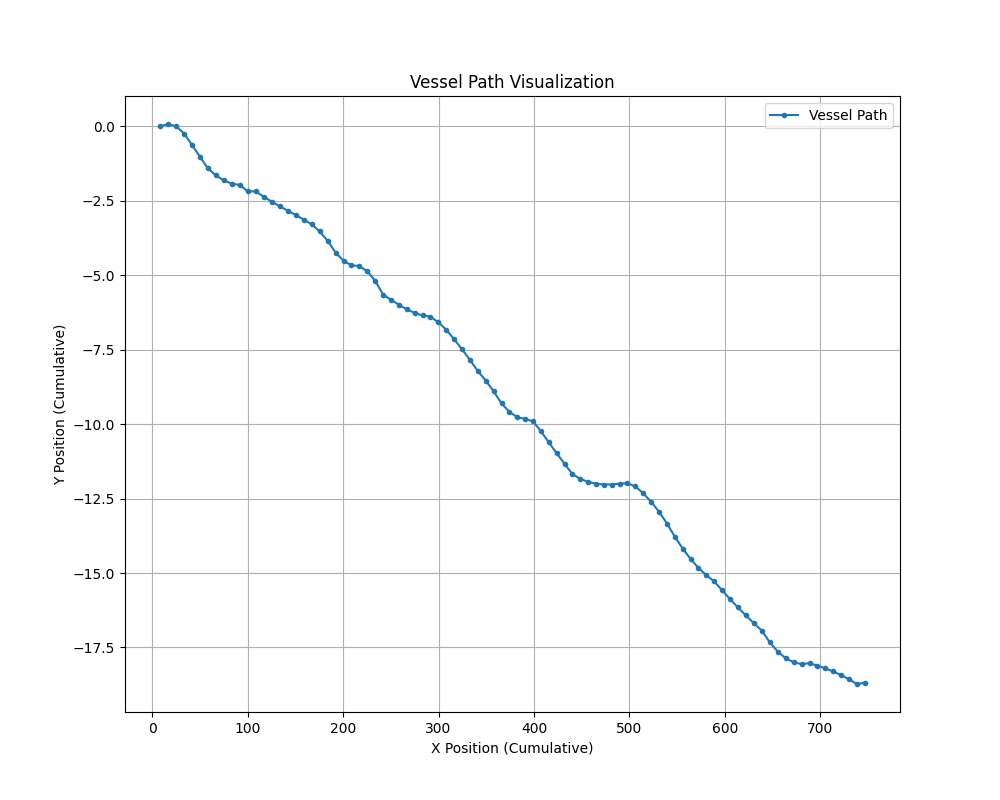 Vessel Path Visualization
Vessel Path
0.0
−2.5
−5.0
−7.5
−10.0
−12.5
−15.0
−17.5
Y Position (Cumulative)
0 100 200 300 400 500 600 700
X Position (Cumulative)